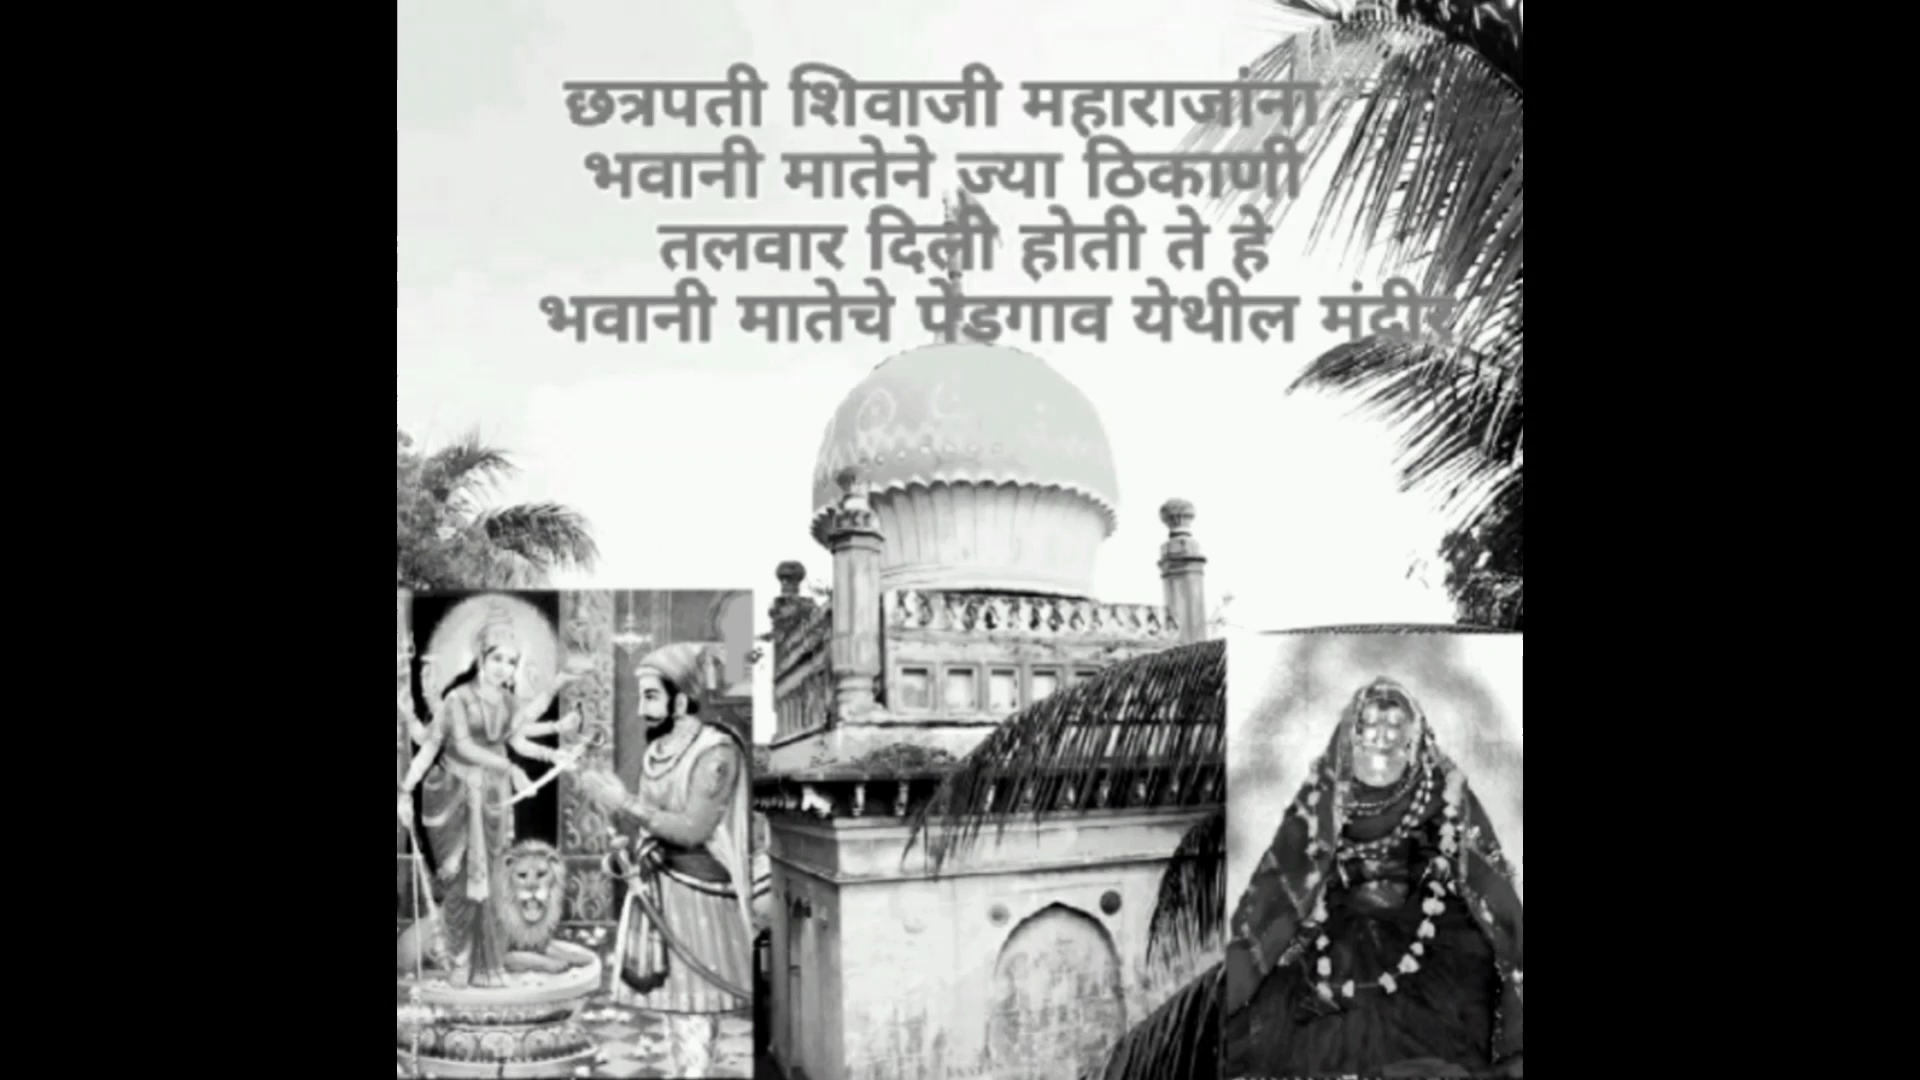 छत्रपती शिवाजी महाराजांना
भवानी मातेने ज्या ठिकाणी
तलवार दिली होती ते हे
भवानी मातेचे पेडगाव येथील मंदीर